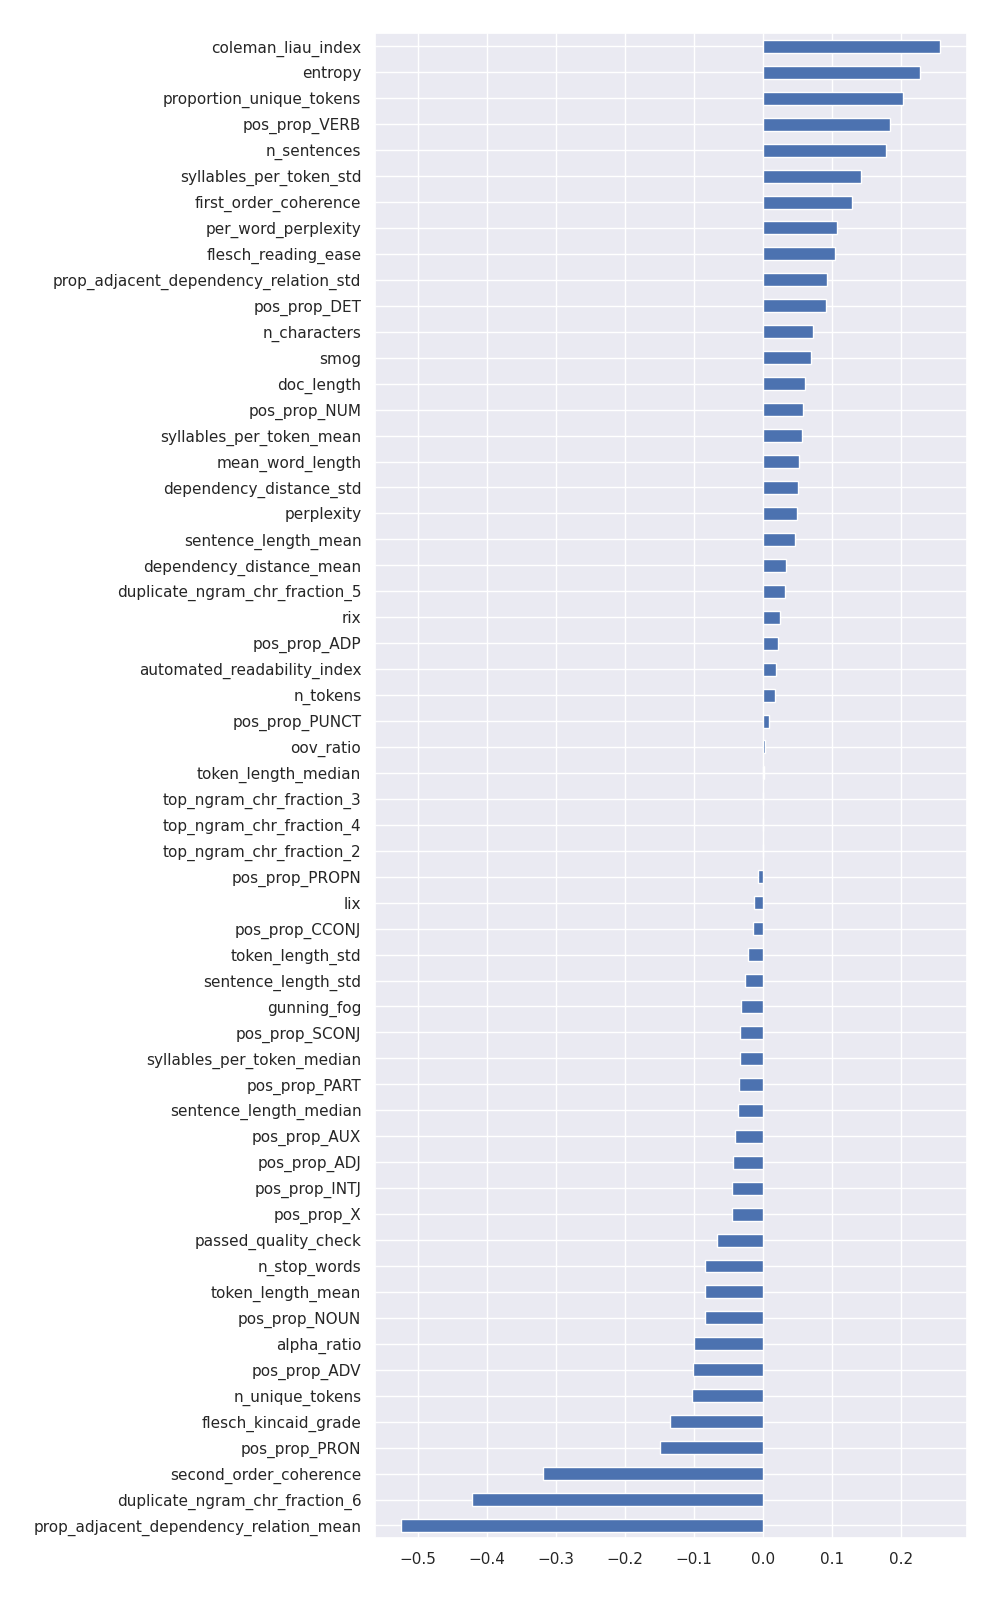 coleman_liau_index
entropy
proportion_unique_tokens
pos_prop_VERB
n_sentences
syllables_per_token_std
first_order_coherence
per_word_perplexity
flesch_reading_ease
prop_adjacent_dependency_relation_std
pos_prop_DET
n_characters
smog
doc_length
pos_prop_NUM
syllables_per_token_mean
mean_word_length
dependency_distance_std
perplexity
sentence_length_mean
dependency_distance_mean
duplicate_ngram_chr_fraction_5
rix
pos_prop_ADP
automated_readability_index
n_tokens
pos_prop_PUNCT
oov_ratio
token_length_median
top_ngram_chr_fraction_3
top_ngram_chr_fraction_4
top_ngram_chr_fraction_2
pos_prop_PROPN
lix
pos_prop_CCONJ
token_length_std
sentence_length_std
gunning_fog
pos_prop_SCONJ
syllables_per_token_median
pos_prop_PART
sentence_length_median
pos_prop_AUX
pos_prop_ADJ
pos_prop_INTJ
pos_prop_X
passed_quality_check
n_stop_words
token_length_mean
pos_prop_NOUN
alpha_ratio
pos_prop_ADV
n_unique_tokens
flesch_kincaid_grade
pos_prop_PRON
second_order_coherence
duplicate_ngram_chr_fraction_6
prop_adjacent_dependency_relation_mean
−0.5 −0.4 −0.3 −0.2 −0.1 0.0 0.1 0.2